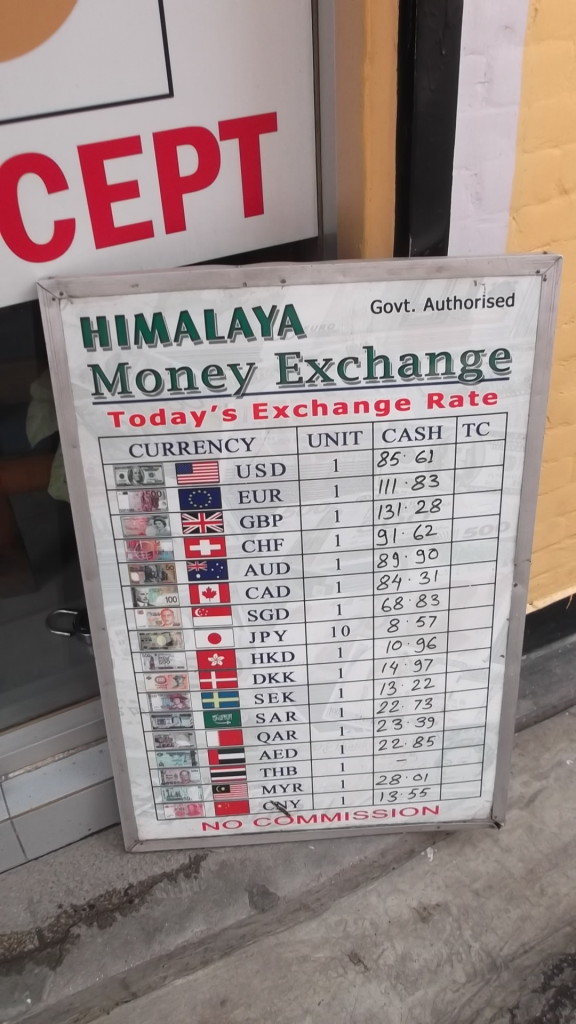 CEPT
HIMALAYA Govt. Authorised
Money Exchange
Today's Exchange Rate
CURRENCY UNIT CASH TC
USD 1 85.61
EUR 1 111.83
GBP 1 131.28
CHF 1 91.62
AUD 1 89.90
CAD 1 84.31
SGD 1 68.83
JPY 10 8.57
HKD 1 10.96
DKK 1 14.97
SEK 1 13.22
SAR 1 22.73
QAR 1 23.39
AED 1 22.85
THB 1 –
MYR 1 28.01
CNY 1 13.55
NO COMMISSION